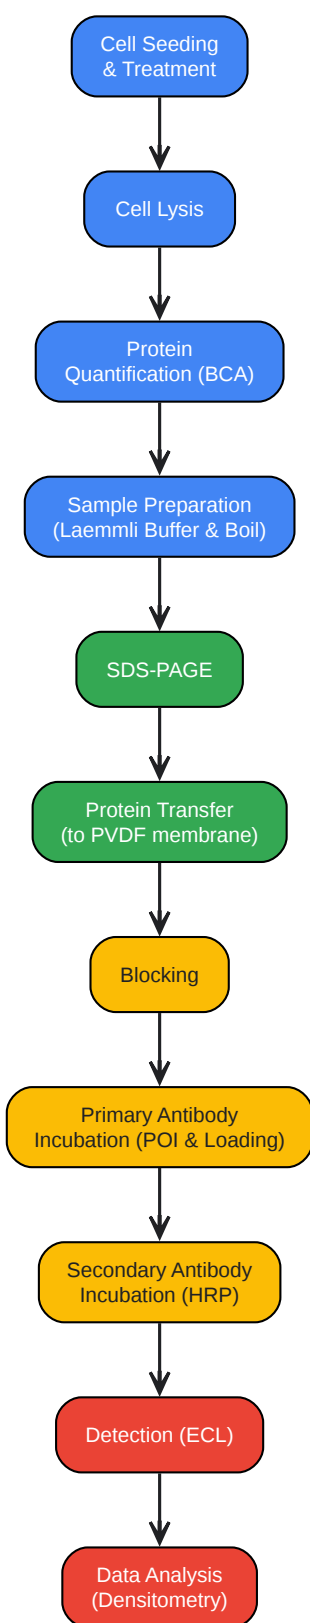 Cell Seeding
& Treatment
Cell Lysis
Protein
Quantification (BCA)
Sample Preparation
(Laemmli Buffer & Boil)
SDS-PAGE
Protein Transfer
(to PVDF membrane)
Blocking
Primary Antibody
Incubation (POI & Loading)
Secondary Antibody
Incubation (HRP)
Detection (ECL)
Data Analysis
(Densitometry)